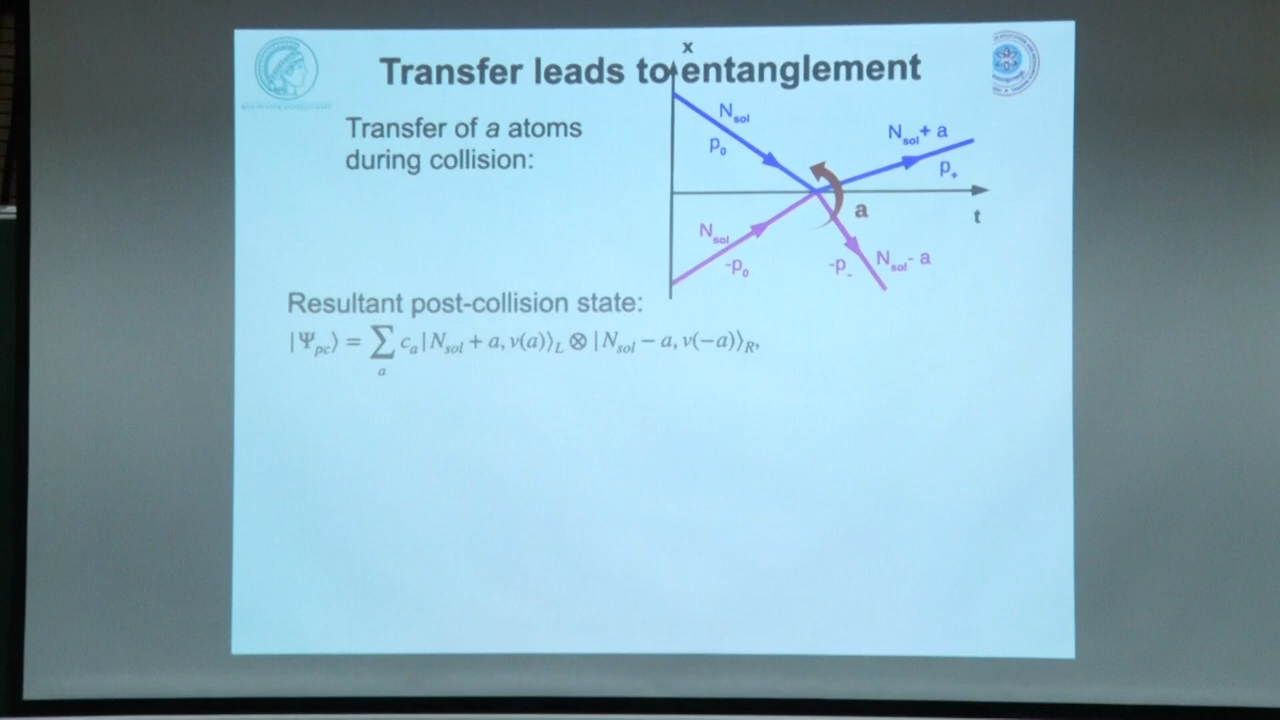 Transfer leads to entanglement
Transfer of a atoms
during collision:
x
N_sol
p_0
N_sol + a
p_+
a
t
N_sol
-p_0
-p_-
N_sol - a
Resultant post-collision state:
|Ψ_pc⟩ = ∑_a c_a|N_sol + a, v(a)⟩_L ⊗ |N_sol − a, v(−a)⟩_R,